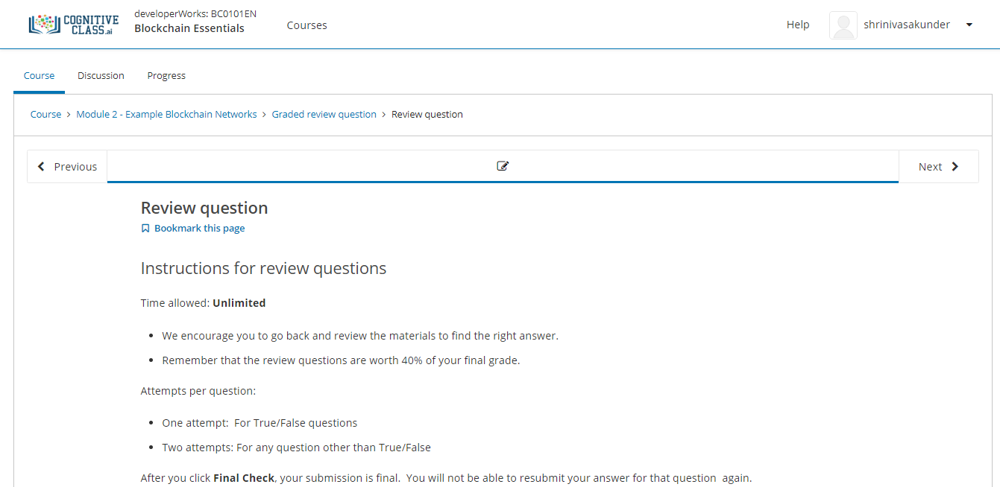 COGNITIVE
CLASS.ai
developerWorks: BC0101EN
Blockchain Essentials
Courses
Help
shrinivasakunder
Course
Discussion
Progress
Course > Module 2 - Example Blockchain Networks > Graded review question > Review question
Previous
Next
Review question
Bookmark this page
Instructions for review questions
Time allowed: Unlimited
• We encourage you to go back and review the materials to find the right answer.
• Remember that the review questions are worth 40% of your final grade.
Attempts per question:
• One attempt:  For True/False questions
• Two attempts: For any question other than True/False
After you click Final Check, your submission is final.  You will not be able to resubmit your answer for that question  again.